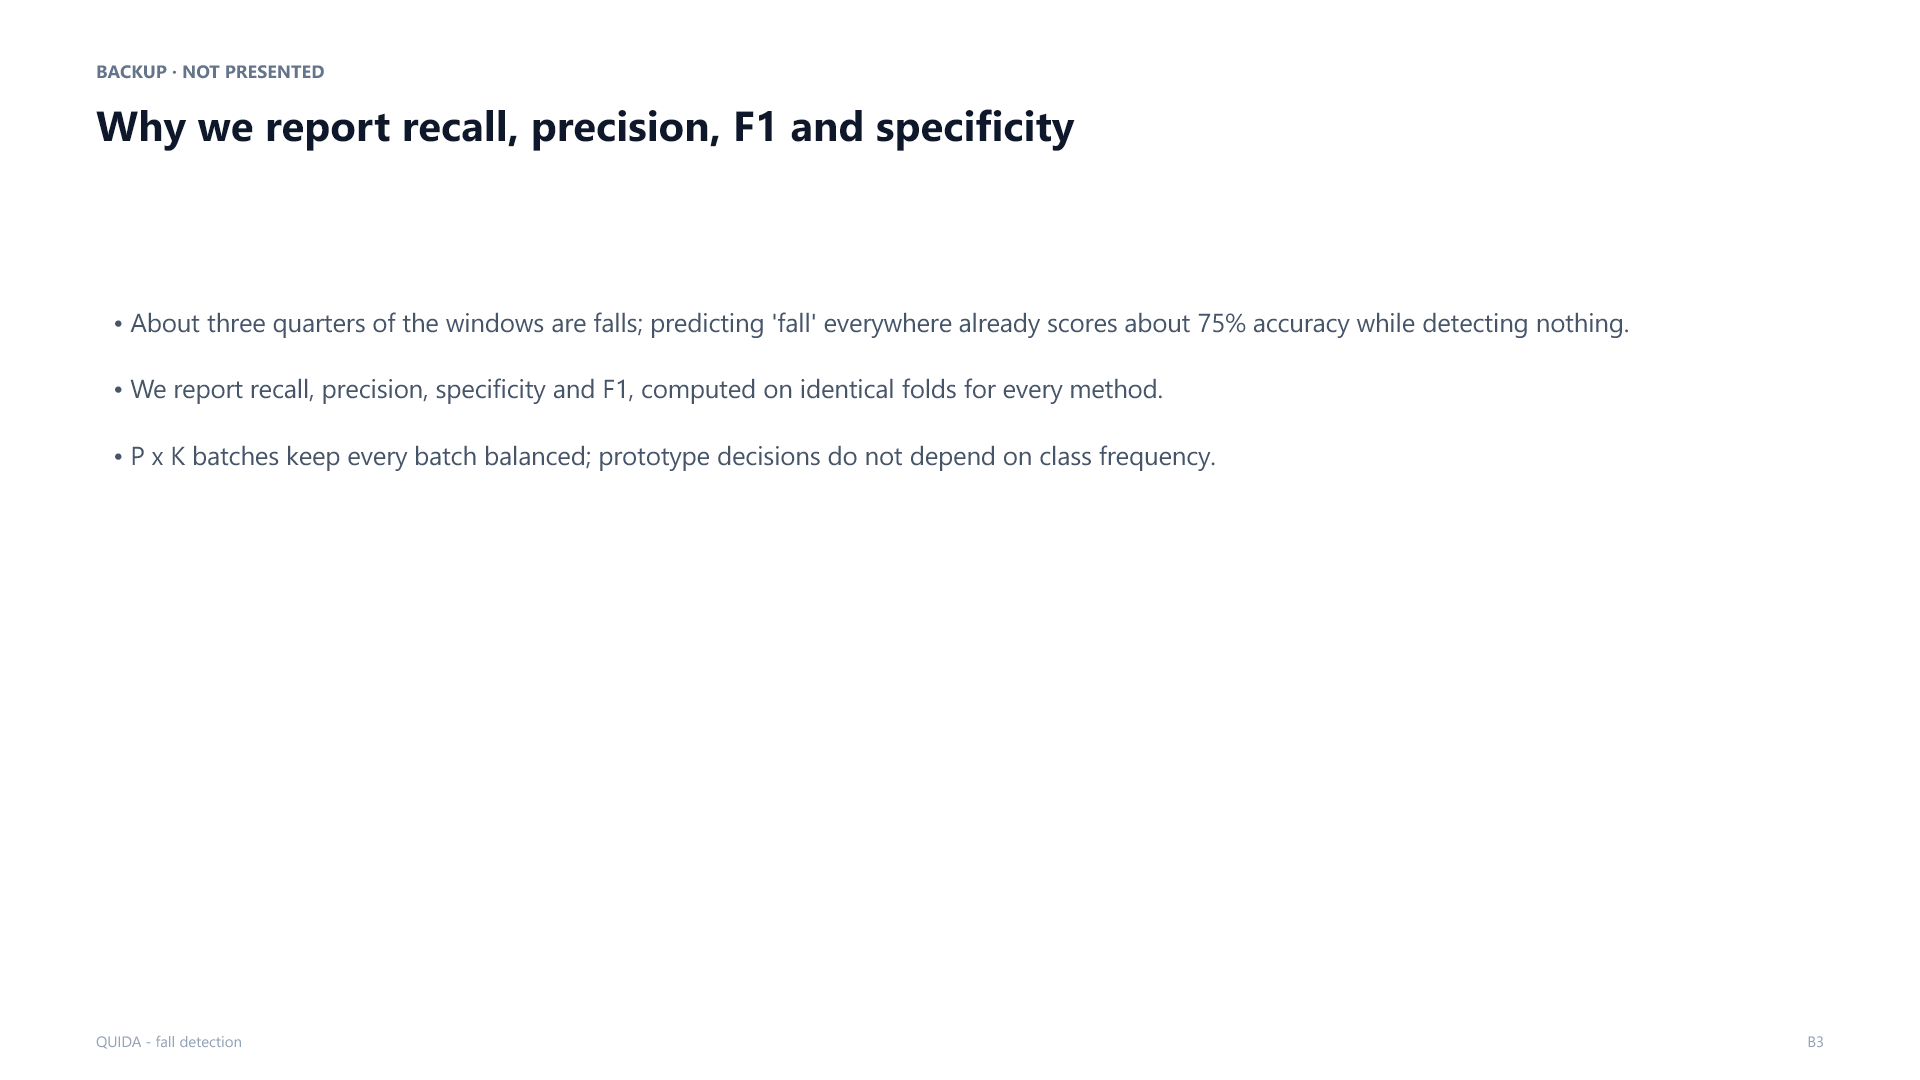 BACKUP · NOT PRESENTED
Why we report recall, precision, F1 and specificity
• About three quarters of the windows are falls; predicting 'fall' everywhere already scores about 75% accuracy while detecting nothing.
• We report recall, precision, specificity and F1, computed on identical folds for every method.
• P x K batches keep every batch balanced; prototype decisions do not depend on class frequency.
QUIDA - fall detection
B3